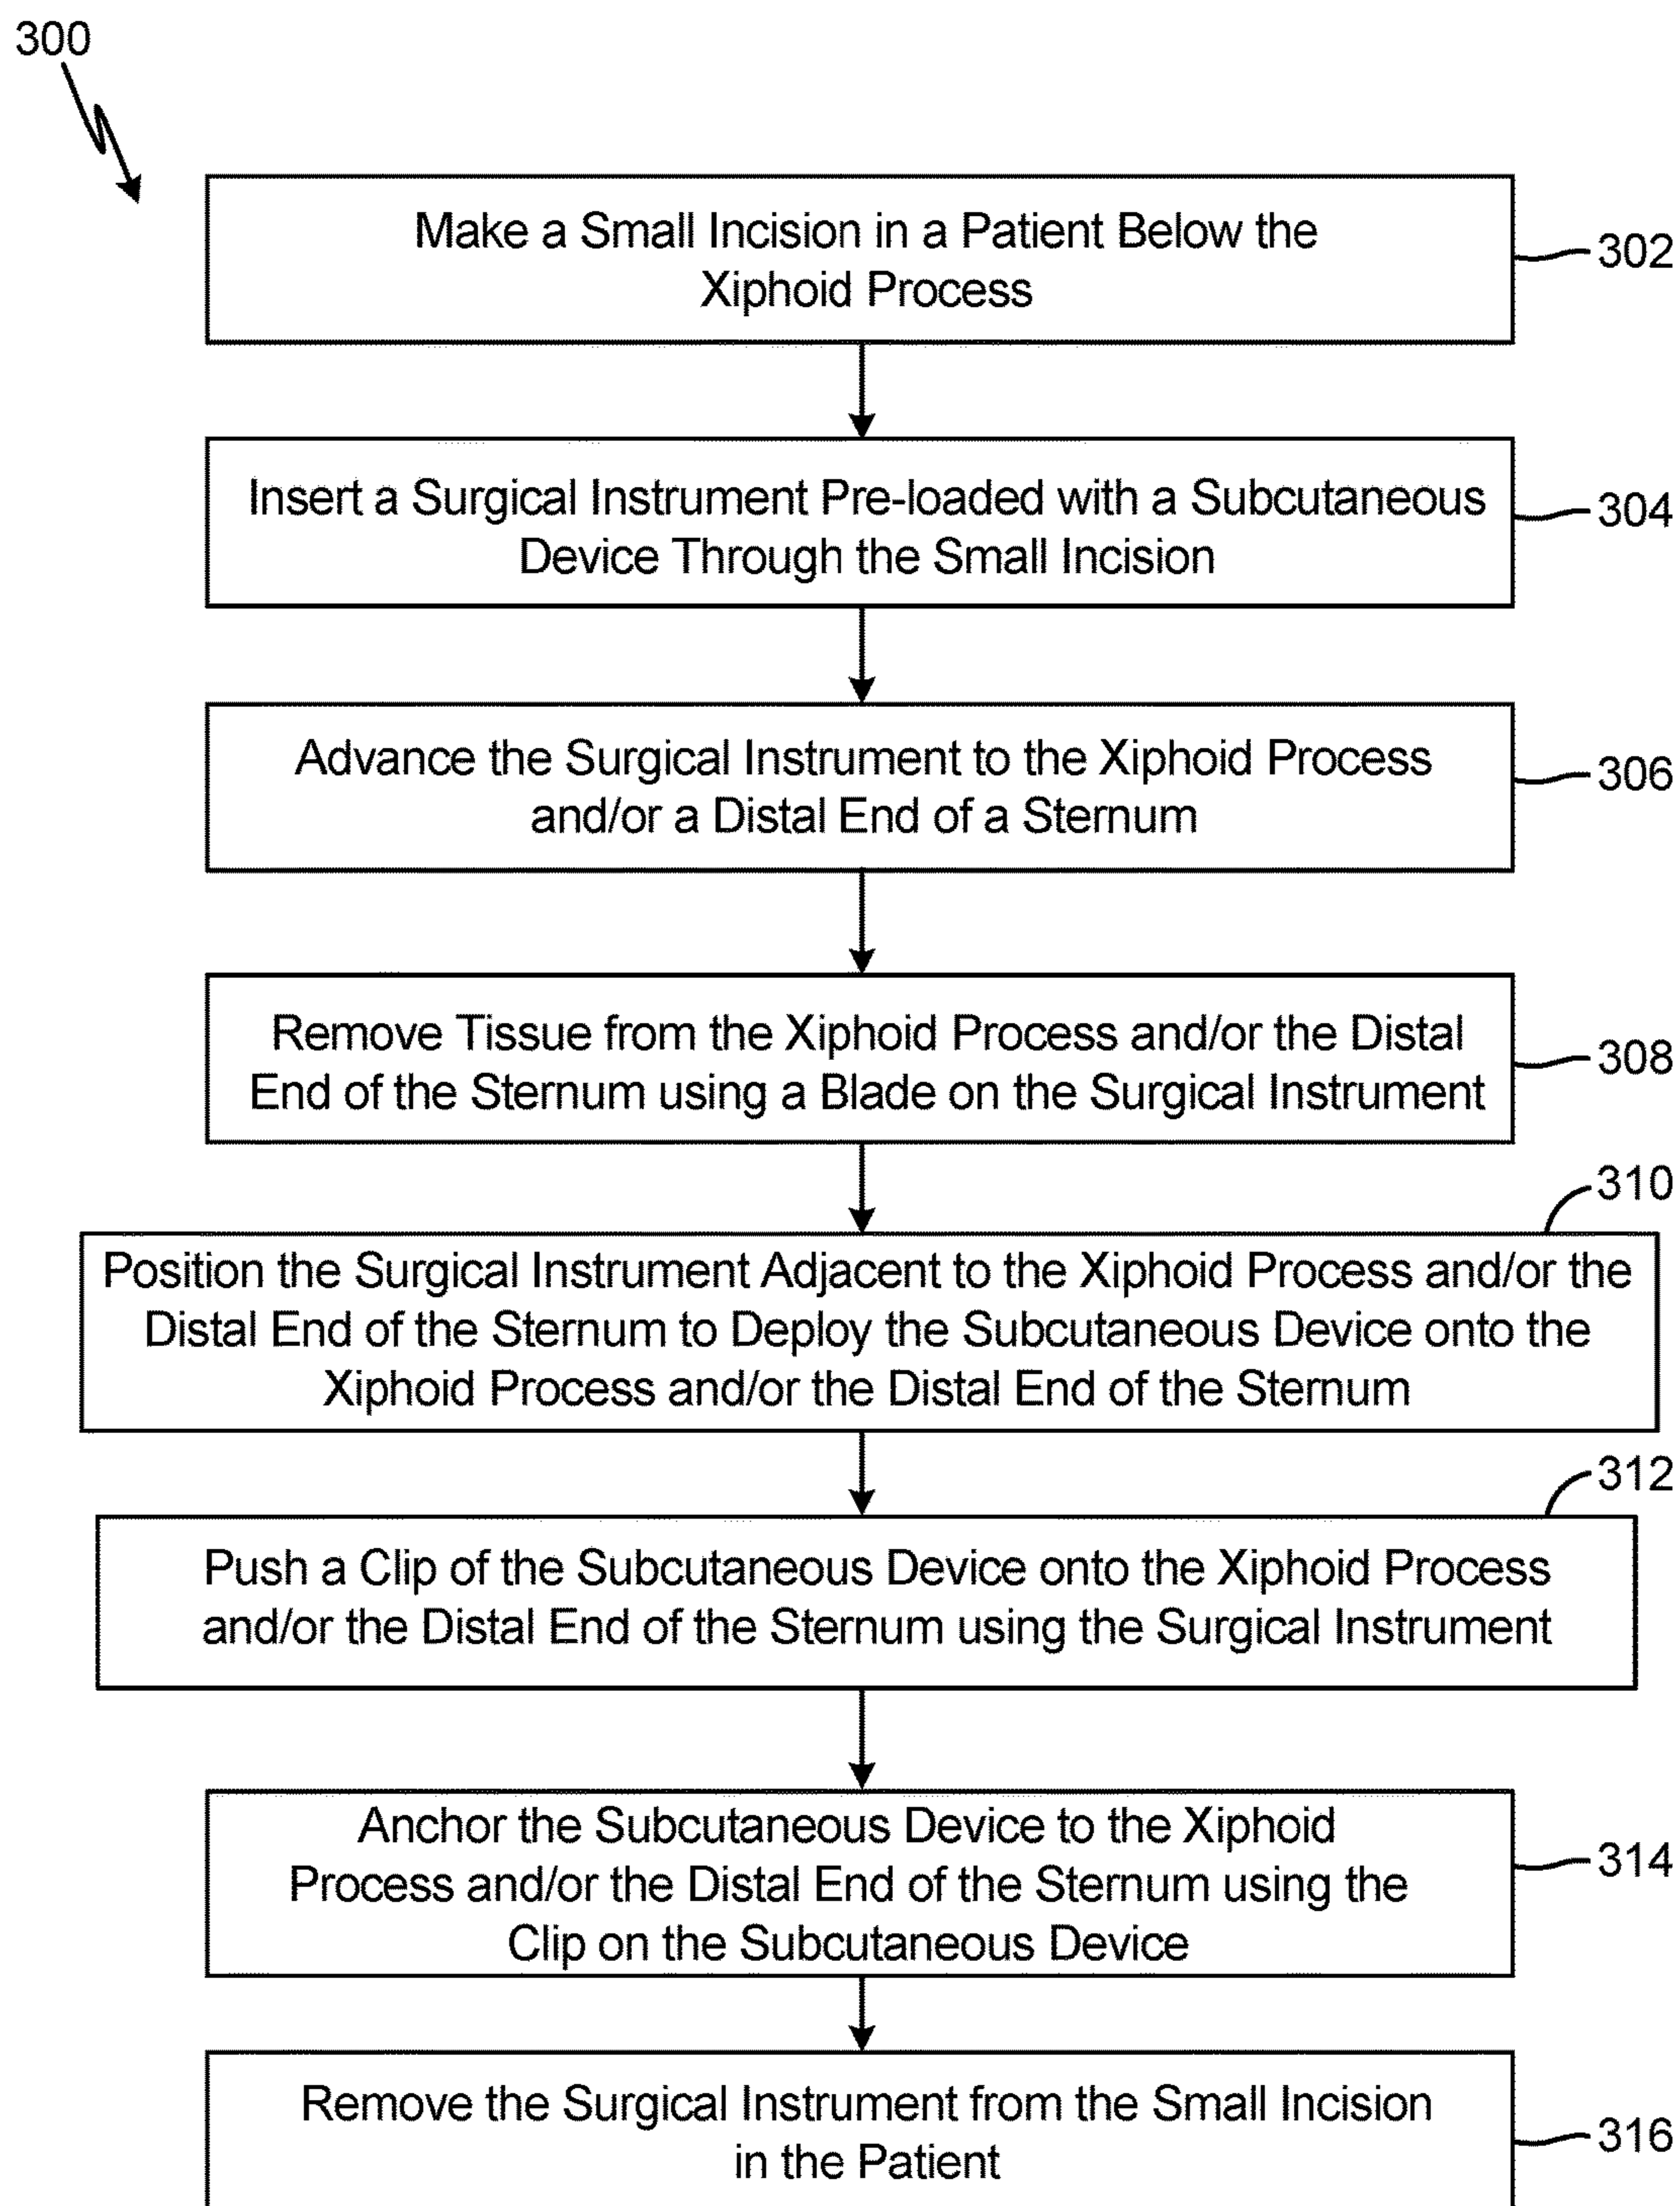 300
Make a Small Incision in a Patient Below the
Xiphoid Process
302
Insert a Surgical Instrument Pre-loaded with a Subcutaneous
Device Through the Small Incision
304
Advance the Surgical Instrument to the Xiphoid Process
and/or a Distal End of a Sternum
306
Remove Tissue from the Xiphoid Process and/or the Distal
End of the Sternum using a Blade on the Surgical Instrument
308
310
Position the Surgical Instrument Adjacent to the Xiphoid Process and/or the
Distal End of the Sternum to Deploy the Subcutaneous Device onto the
Xiphoid Process and/or the Distal End of the Sternum
312
Push a Clip of the Subcutaneous Device onto the Xiphoid Process
and/or the Distal End of the Sternum using the Surgical Instrument
Anchor the Subcutaneous Device to the Xiphoid
Process and/or the Distal End of the Sternum using the
Clip on the Subcutaneous Device
314
Remove the Surgical Instrument from the Small Incision
in the Patient
316